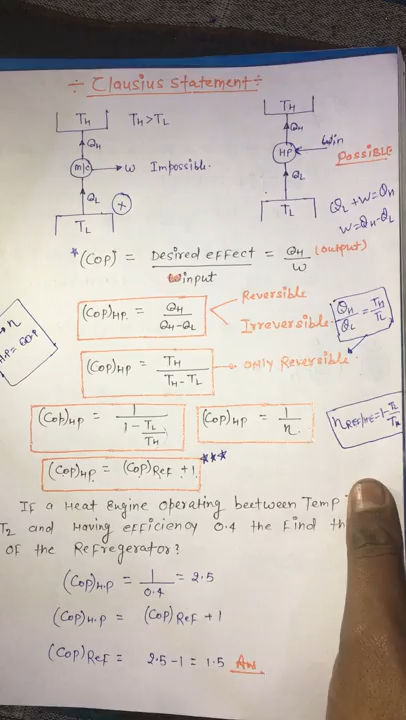 ÷ Clausius Statement ÷
TH TH > TL
QH
m/c → W Impossible.
QL
TL ×
TH
QH
HP Win
POSSIBLE
QL
TL
QL + W = QH
W = QH - QL
*(COP) = Desired effect / Winput = QH / W (output)
(COP)HP. = QH / QH - QL
Reversible
Irreversible
QH / QL = TH / TL
(COP)HP = TH / TH - TL → ONLY Reversible
(COP)HP = 1 / 1 - TL / TH
(COP)HP = 1 / η
ηREF/HE = 1 - TL / TH
(COP)HP = (COP)REF + 1 ***
If a Heat Engine Operating beetween Temp
T2 and Having efficiency 0.4 the find th
of the Refregerator?
(COP)H.P = 1 / 0.4 = 2.5
(COP)H.P = (COP)REF + 1
(COP)REF = 2.5 - 1 = 1.5 Ans